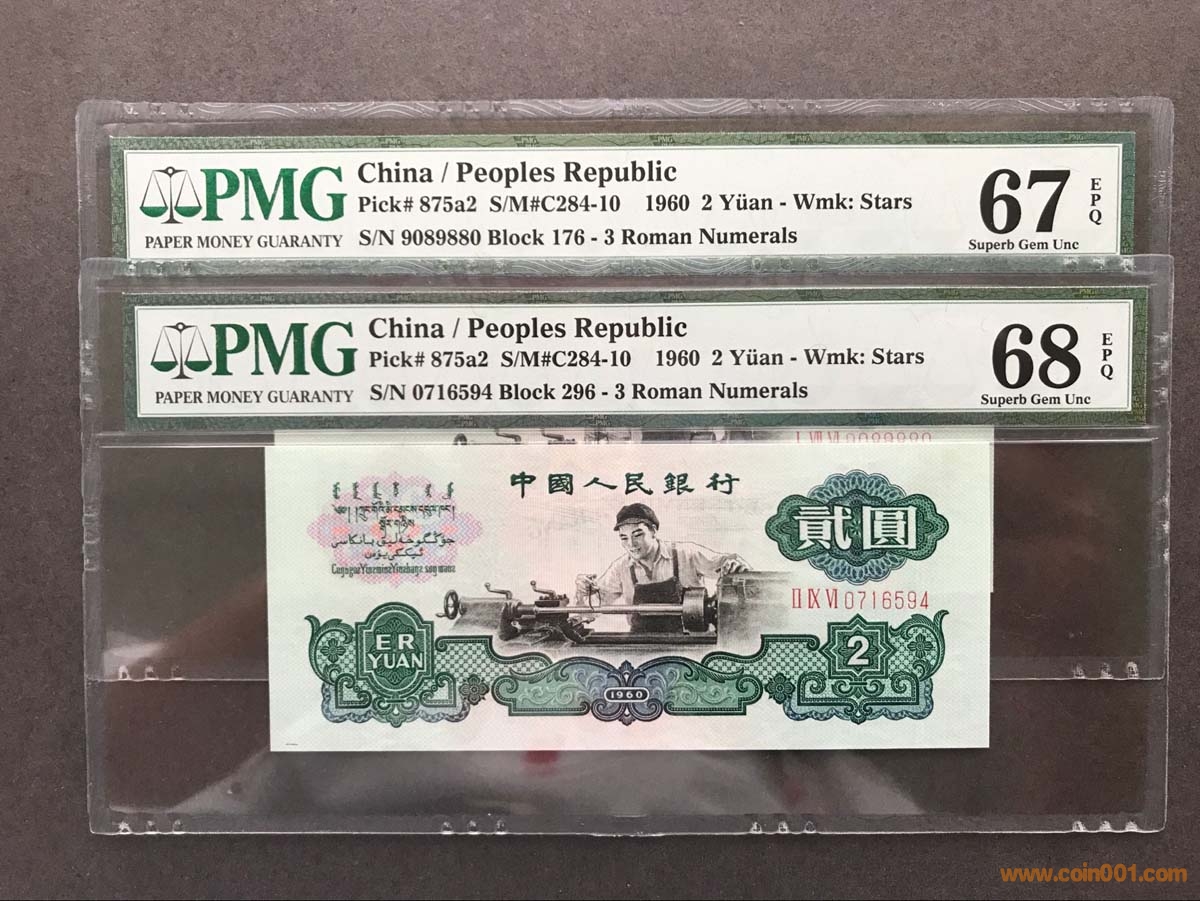 PMG
PAPER MONEY GUARANTY
China / Peoples Republic
Pick# 875a2 S/M#C284-10 1960 2 Yüan - Wmk: Stars
S/N 9089880 Block 176 - 3 Roman Numerals
67
EPQ
Superb Gem Unc
PMG
PAPER MONEY GUARANTY
China / Peoples Republic
Pick# 875a2 S/M#C284-10 1960 2 Yüan - Wmk: Stars
S/N 0716594 Block 296 - 3 Roman Numerals
68
EPQ
Superb Gem Unc
I VII VI 9089880
中國人民銀行
貳圓
II IX VI 0716594
ER
YUAN
1960
2
www.coin001.com